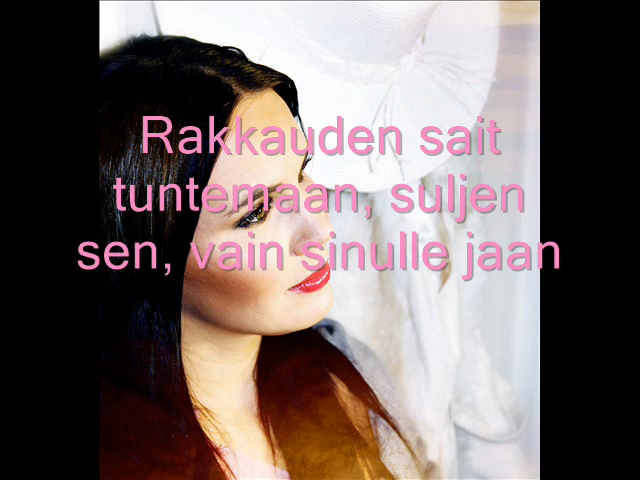 Rakkauden sait
tuntemaan, suljen
sen, vain sinulle jaan